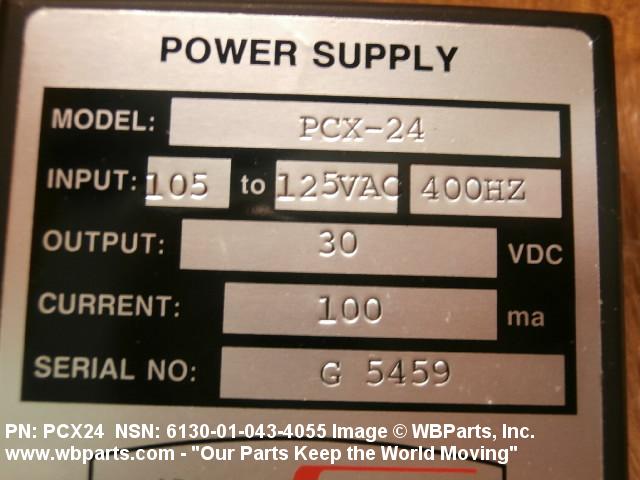 POWER SUPPLY
MODEL: PCX-24
INPUT: 105 to 125VAC 400HZ
OUTPUT: 30 VDC
CURRENT: 100 ma
SERIAL NO: G 5459
PN: PCX24 NSN: 6130-01-043-4055 Image © WBParts, Inc.
www.wbparts.com - "Our Parts Keep the World Moving"